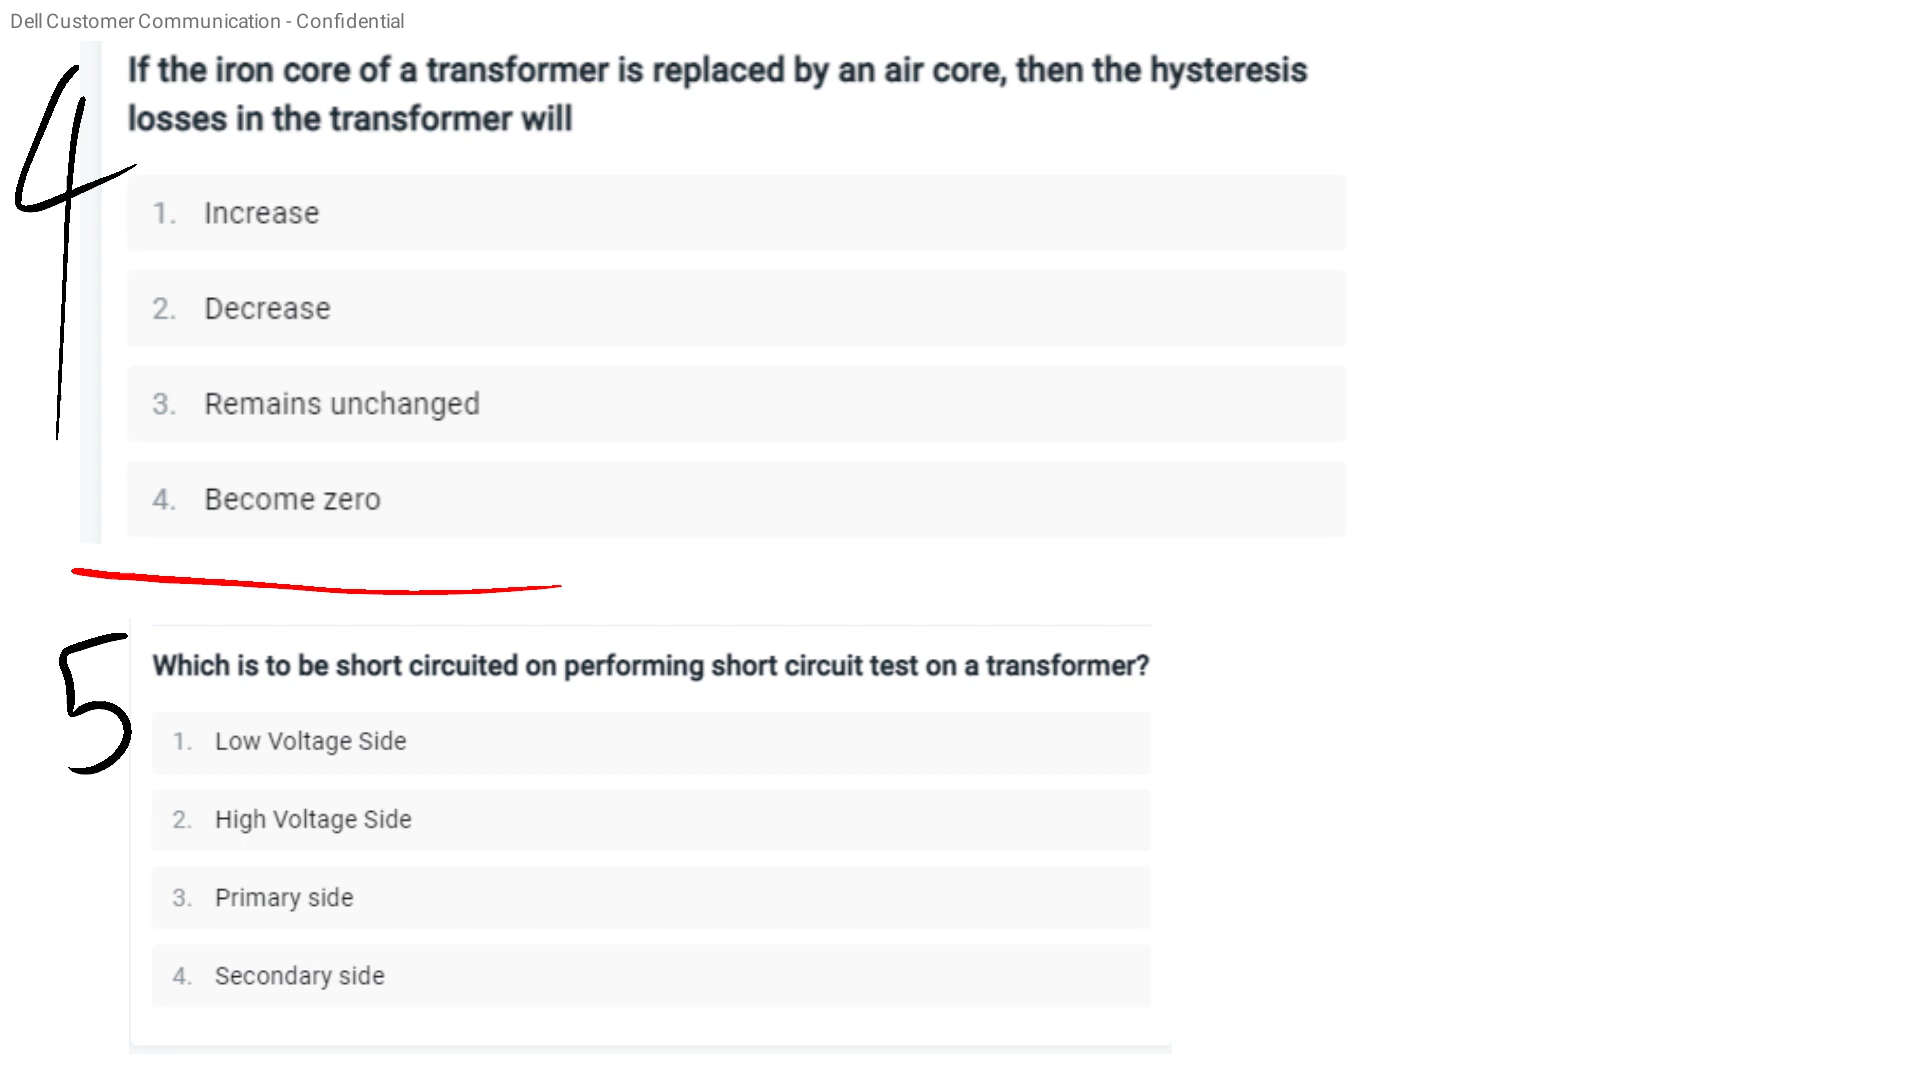 Dell Customer Communication - Confidential
4
If the iron core of a transformer is replaced by an air core, then the hysteresis
losses in the transformer will
1. Increase
2. Decrease
3. Remains unchanged
4. Become zero
5
Which is to be short circuited on performing short circuit test on a transformer?
1. Low Voltage Side
2. High Voltage Side
3. Primary side
4. Secondary side